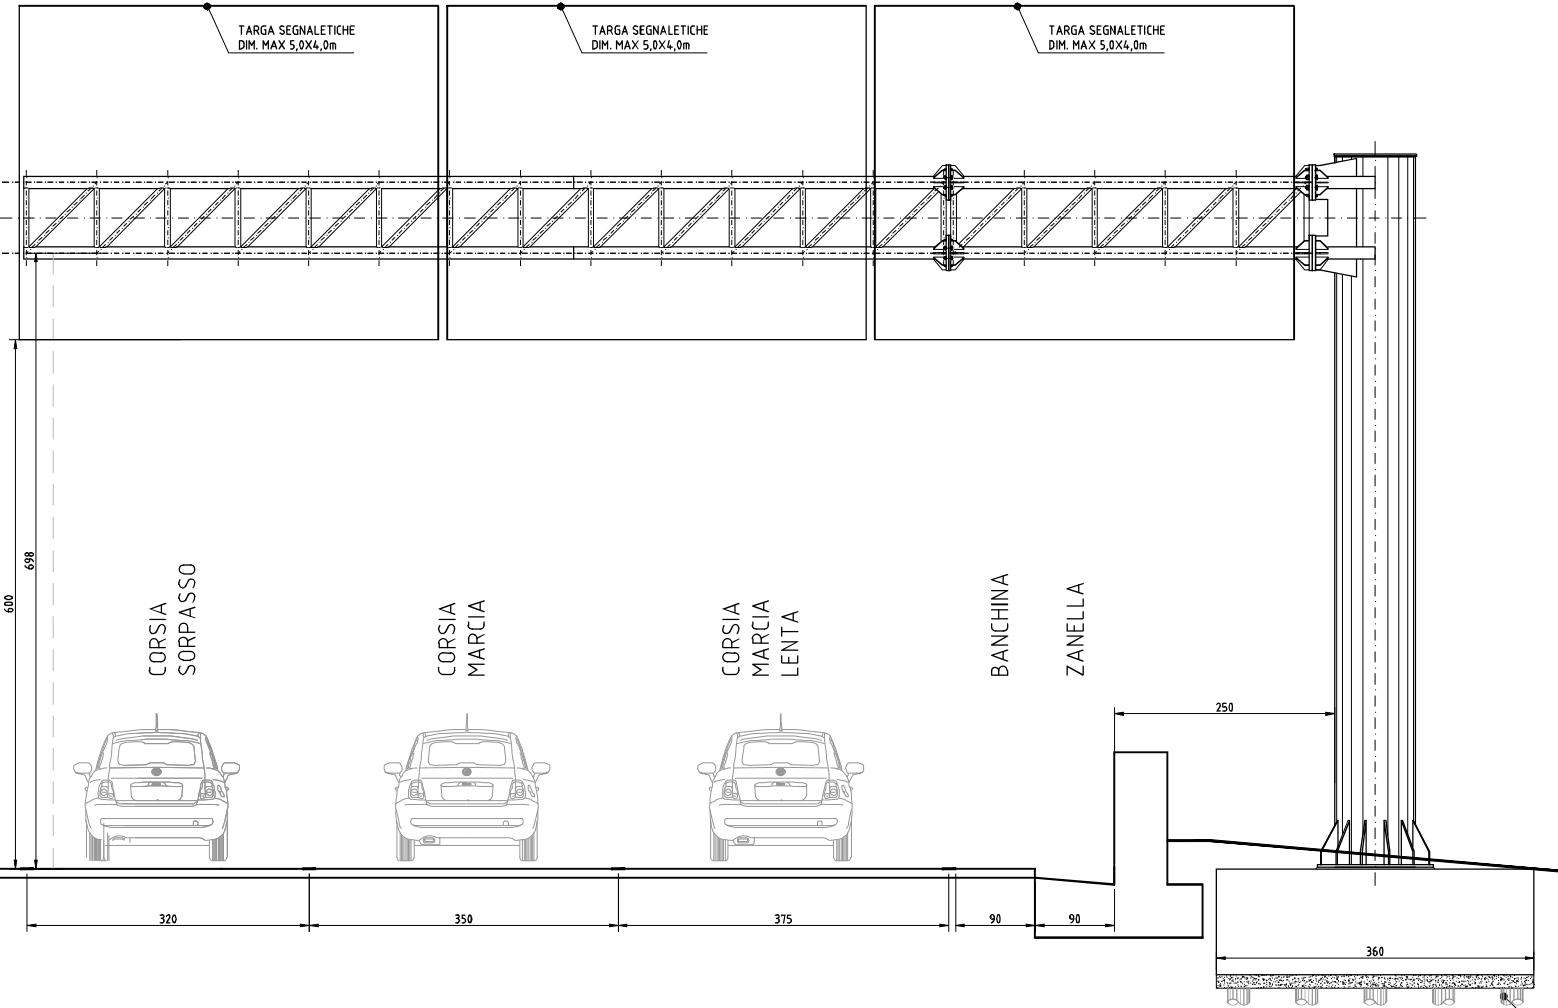 TARGA SEGNALETICHE
DIM. MAX 5,0X4,0m
TARGA SEGNALETICHE
DIM. MAX 5,0X4,0m
TARGA SEGNALETICHE
DIM. MAX 5,0X4,0m
600
698
CORSIA
SORPASSO
CORSIA
MARCIA
CORSIA
MARCIA
LENTA
BANCHINA
ZANELLA
250
320
350
375
90
90
360